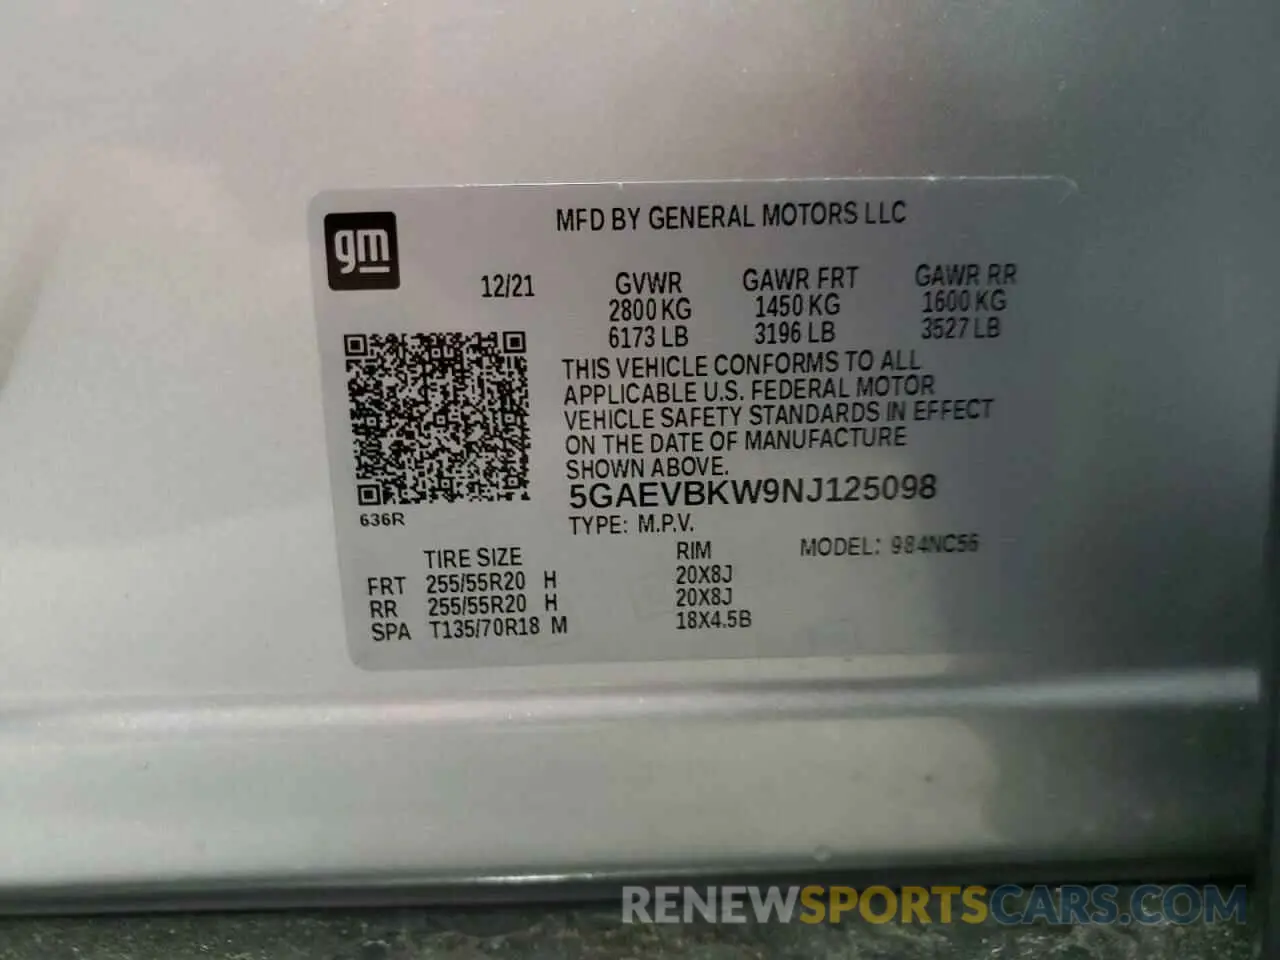 gm
MFD BY GENERAL MOTORS LLC
12/21 GVWR GAWR FRT GAWR RR
2800 KG 1450 KG 1600 KG
6173 LB 3196 LB 3527 LB
THIS VEHICLE CONFORMS TO ALL
APPLICABLE U.S. FEDERAL MOTOR
VEHICLE SAFETY STANDARDS IN EFFECT
ON THE DATE OF MANUFACTURE
SHOWN ABOVE.
5GAEVBKW9NJ125098
636R
TYPE: M.P.V.
TIRE SIZE RIM MODEL: 984NC56
FRT 255/55R20 H 20X8J
RR 255/55R20 H 20X8J
SPA T135/70R18 M 18X4.5B
RENEWSPORTSCARS.COM